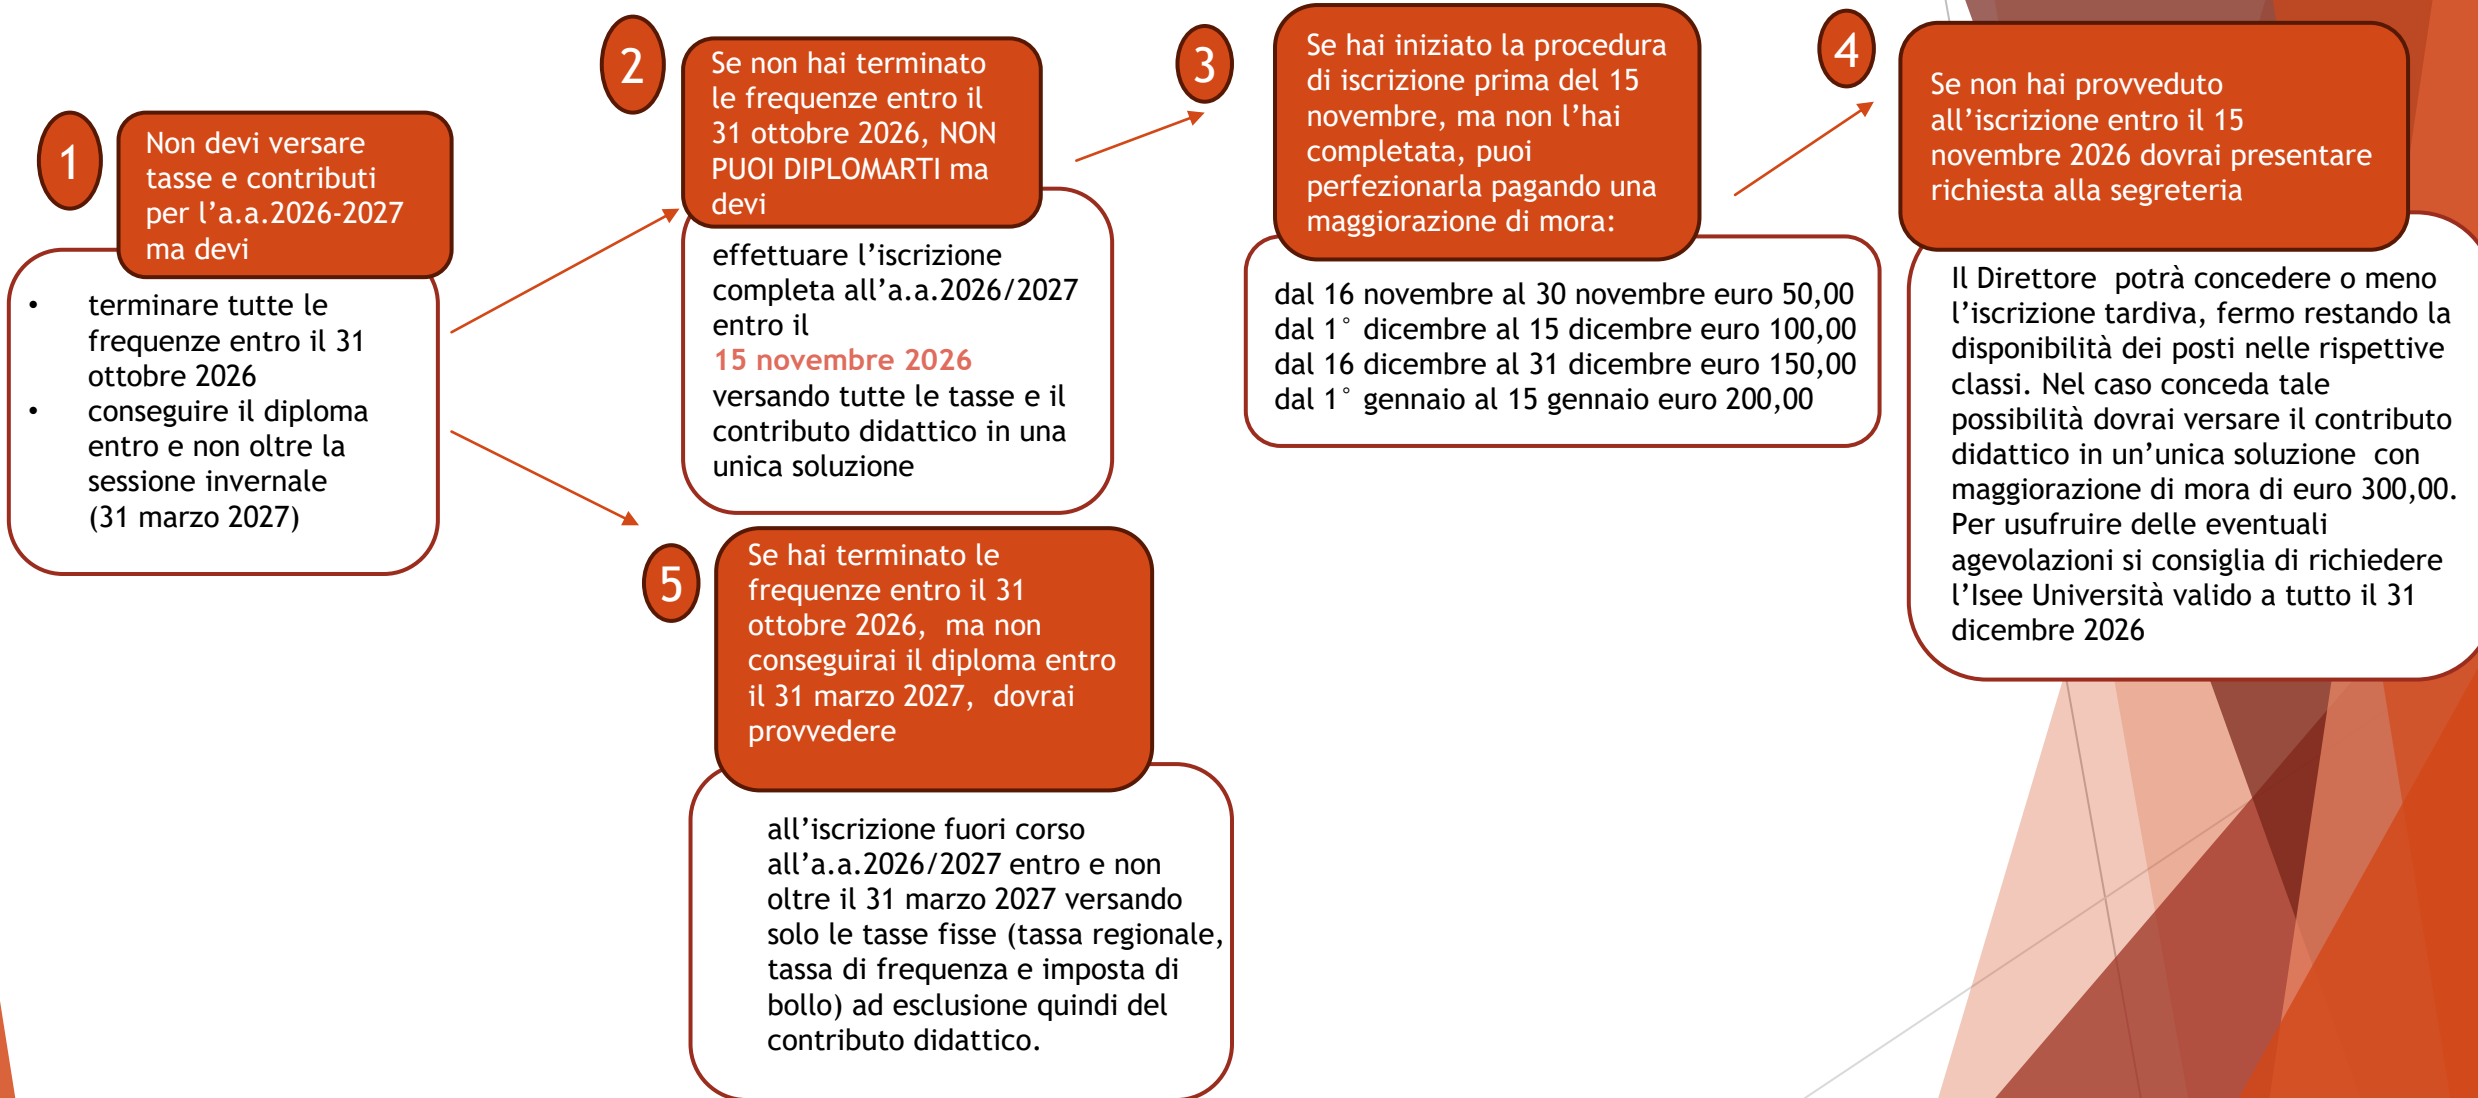 1
Non devi versare
tasse e contributi
per l’a.a.2026-2027
ma devi
• terminare tutte le
frequenze entro il 31
ottobre 2026
• conseguire il diploma
entro e non oltre la
sessione invernale
(31 marzo 2027)
2
Se non hai terminato
le frequenze entro il
31 ottobre 2026, NON
PUOI DIPLOMARTI ma
devi
effettuare l’iscrizione
completa all’a.a.2026/2027
entro il
15 novembre 2026
versando tutte le tasse e il
contributo didattico in una
unica soluzione
3
Se hai iniziato la procedura
di iscrizione prima del 15
novembre, ma non l’hai
completata, puoi
perfezionarla pagando una
maggiorazione di mora:
dal 16 novembre al 30 novembre euro 50,00
dal 1° dicembre al 15 dicembre euro 100,00
dal 16 dicembre al 31 dicembre euro 150,00
dal 1° gennaio al 15 gennaio euro 200,00
4
Se non hai provveduto
all’iscrizione entro il 15
novembre 2026 dovrai presentare
richiesta alla segreteria
Il Direttore potrà concedere o meno
l’iscrizione tardiva, fermo restando la
disponibilità dei posti nelle rispettive
classi. Nel caso conceda tale
possibilità dovrai versare il contributo
didattico in un’unica soluzione con
maggiorazione di mora di euro 300,00.
Per usufruire delle eventuali
agevolazioni si consiglia di richiedere
l’Isee Università valido a tutto il 31
dicembre 2026
5
Se hai terminato le
frequenze entro il 31
ottobre 2026, ma non
conseguirai il diploma entro
il 31 marzo 2027, dovrai
provvedere
all’iscrizione fuori corso
all’a.a.2026/2027 entro e non
oltre il 31 marzo 2027 versando
solo le tasse fisse (tassa regionale,
tassa di frequenza e imposta di
bollo) ad esclusione quindi del
contributo didattico.